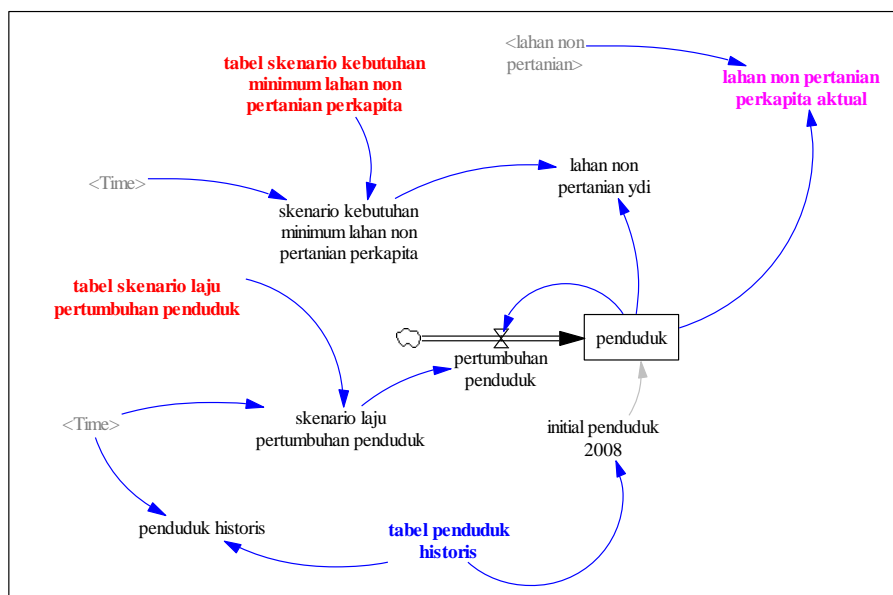 <lahan non
pertanian>
tabel skenario kebutuhan
minimum lahan non
pertanian perkapita
lahan non pertanian
perkapita aktual
<Time>
lahan non
pertanian ydi
skenario kebutuhan
minimum lahan non
pertanian perkapita
tabel skenario laju
pertumbuhan penduduk
penduduk
pertumbuhan
penduduk
<Time>
skenario laju
pertumbuhan penduduk
initial penduduk
2008
penduduk historis
tabel penduduk
historis